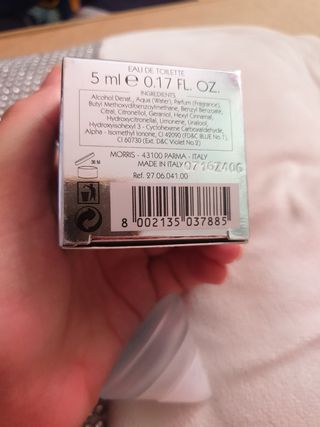 EAU DE TOILETTE
5 ml e 0.17 FL. OZ.
INGREDIENTS
Alcohol Denat., Aqua (Water), Parfum (Fragrance),
Butyl Methoxydibenzoylmethane, Benzyl Benzoate,
Citral, Citronellol, Geraniol, Hexyl Cinnamal,
Hydroxycitronellal, Limonene, Linalool,
Hydroxyisohexyl 3 - Cyclohexene Carboxaldehyde,
Alpha - Isomethyl Ionone, CI 42090 (FD&C BLUE No.1),
CI 60730 (Ext. D&C Violet No 2)
MORRIS - 43100 PARMA - ITALY
MADE IN ITALY
Ref. 27.06.041.00
36 M
8 002135 037885